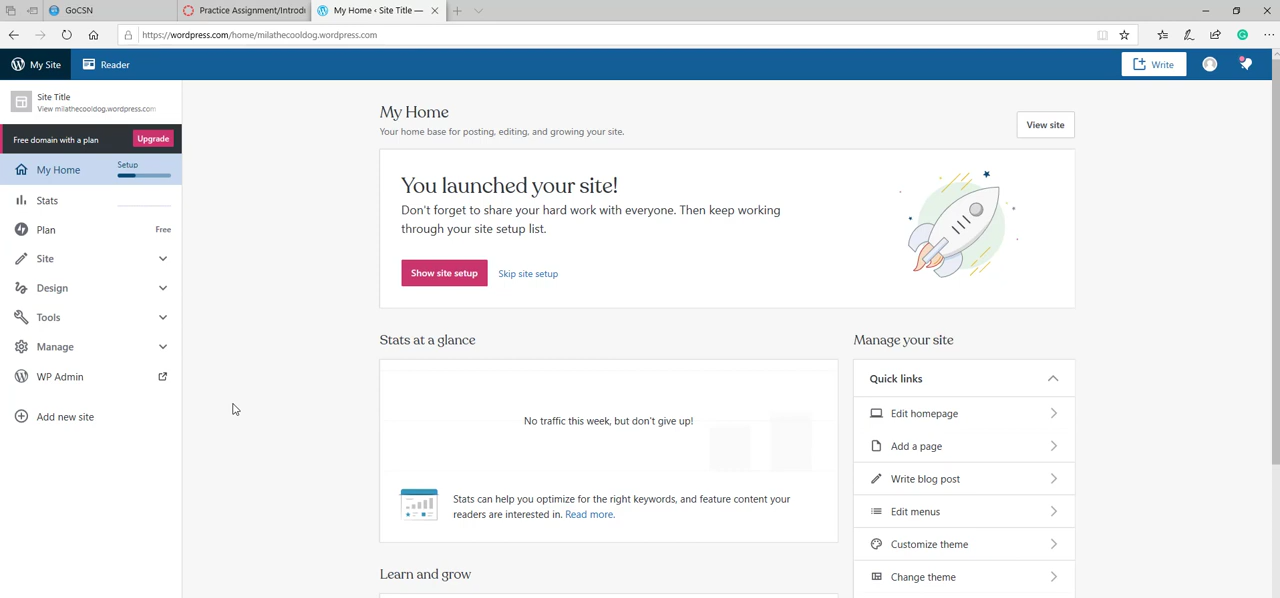 GoCSN
Practice Assignment/Introdu
My Home ‹ Site Title —
https://wordpress.com/home/milathecooldog.wordpress.com
My Site
Reader
Write
Site Title
View milathecooldog.wordpress.com
Free domain with a plan
Upgrade
My Home
Setup
Stats
Plan
Free
Site
Design
Tools
Manage
WP Admin
Add new site
My Home
Your home base for posting, editing, and growing your site.
View site
You launched your site!
Don't forget to share your hard work with everyone. Then keep working
through your site setup list.
Show site setup
Skip site setup
Stats at a glance
No traffic this week, but don't give up!
Stats can help you optimize for the right keywords, and feature content your
readers are interested in. Read more.
Learn and grow
Manage your site
Quick links
Edit homepage
Add a page
Write blog post
Edit menus
Customize theme
Change theme